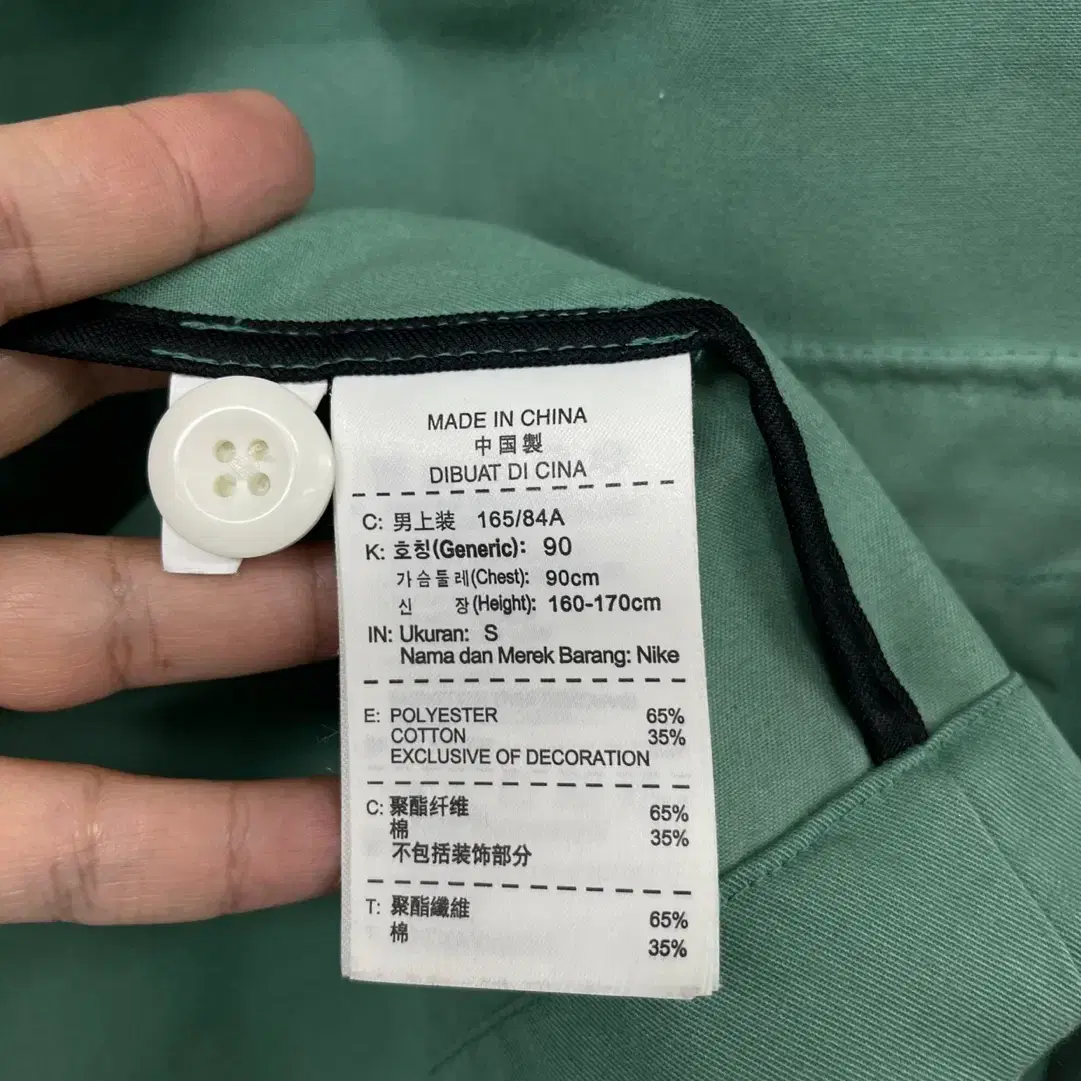 MADE IN CHINA
中国製
DIBUAT DI CINA
C: 男上装 165/84A
K: 호칭(Generic): 90
가슴둘레(Chest): 90cm
신 장(Height): 160-170cm
IN: Ukuran: S
Nama dan Merek Barang: Nike
E: POLYESTER 65%
COTTON 35%
EXCLUSIVE OF DECORATION
C: 聚酯纤维 65%
棉 35%
不包括装饰部分
T: 聚酯纖維 65%
棉 35%